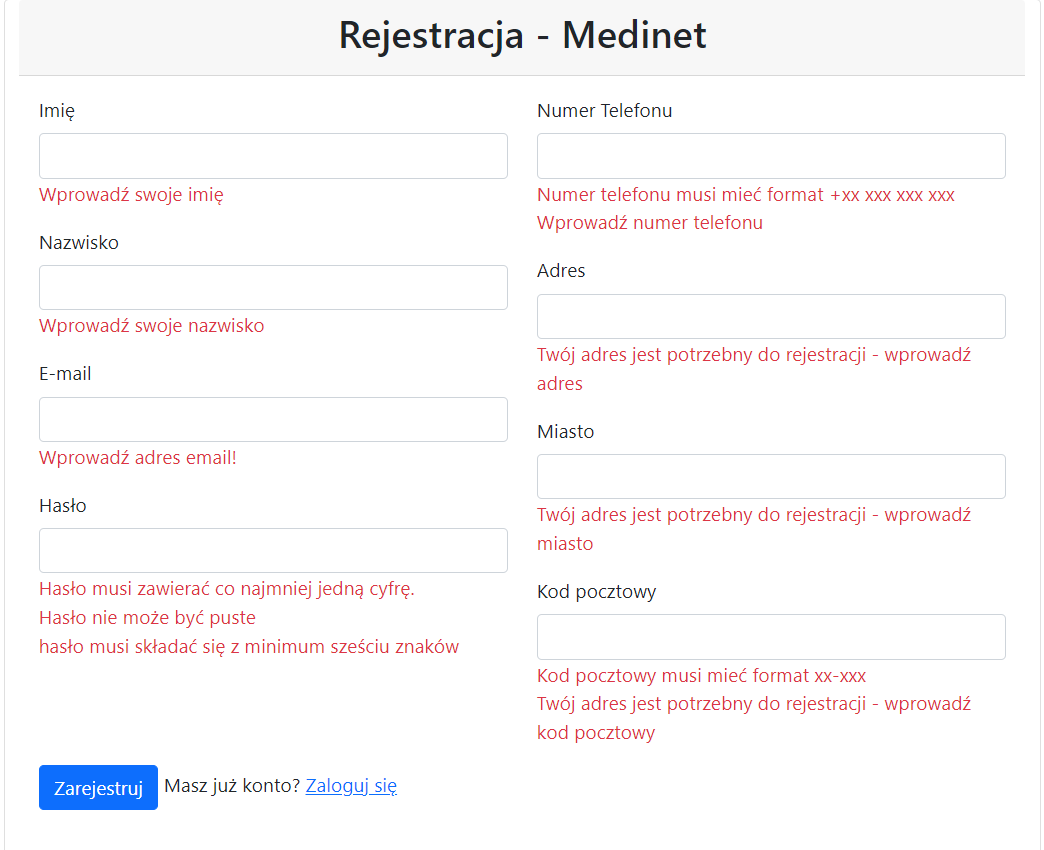 Rejestracja - Medinet
Imię
Wprowadź swoje imię
Nazwisko
Wprowadź swoje nazwisko
E-mail
Wprowadź adres email!
Hasło
Hasło musi zawierać co najmniej jedną cyfrę.
Hasło nie może być puste
hasło musi składać się z minimum sześciu znaków
Numer Telefonu
Numer telefonu musi mieć format +xx xxx xxx xxx
Wprowadź numer telefonu
Adres
Twój adres jest potrzebny do rejestracji - wprowadź
adres
Miasto
Twój adres jest potrzebny do rejestracji - wprowadź
miasto
Kod pocztowy
Kod pocztowy musi mieć format xx-xxx
Twój adres jest potrzebny do rejestracji - wprowadź
kod pocztowy
Zarejestruj Masz już konto? Zaloguj się